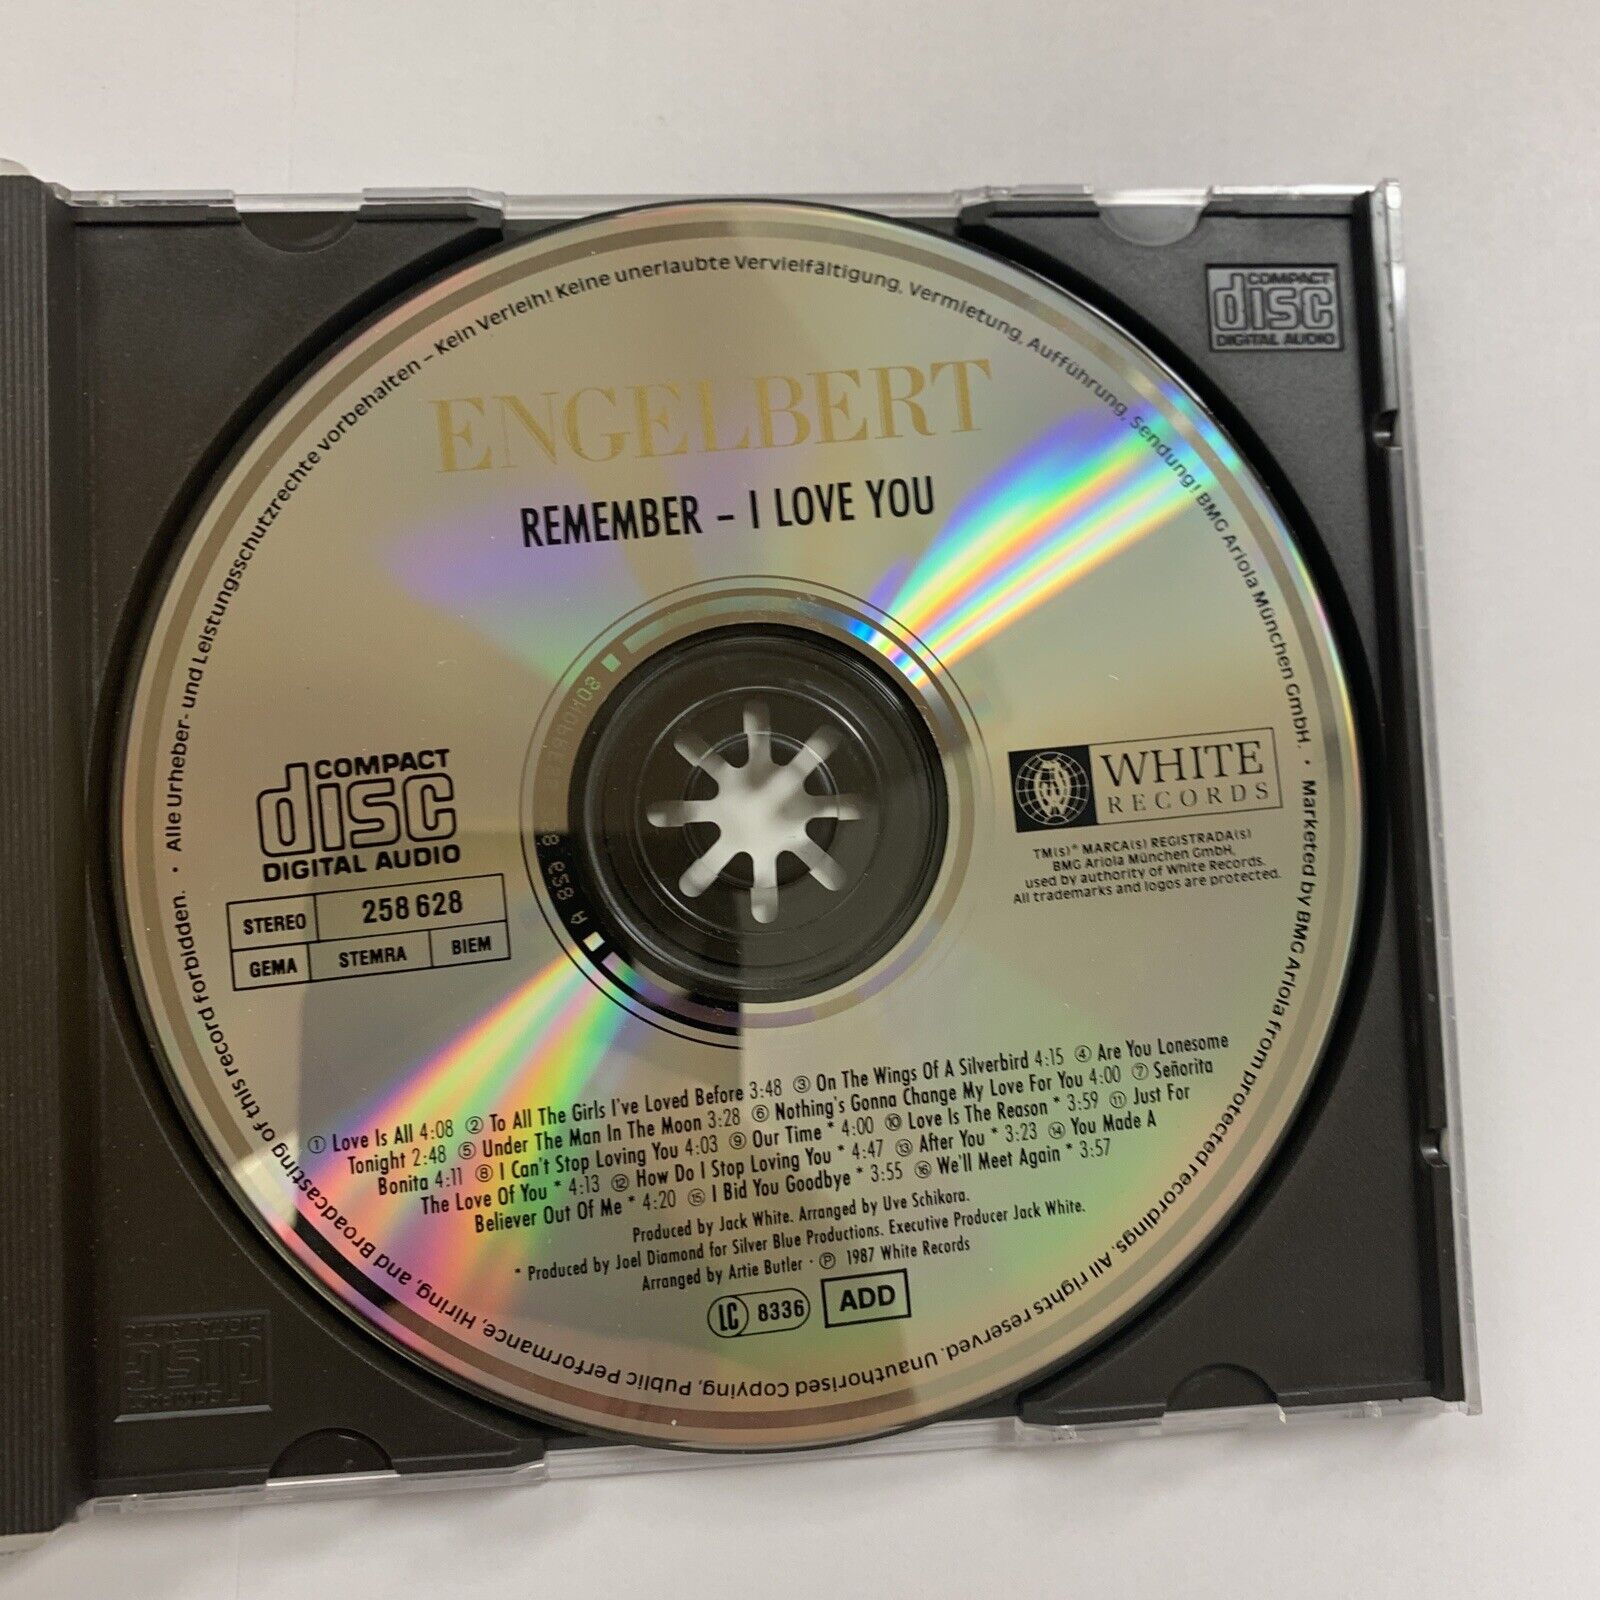 Alle Urheber- und Leistungsschutzrechte vorbehalten – Kein Verleih! Keine unerlaubte Vervielfältigung, Vermietung, Aufführung, Sendung! BMG Ariola München GmbH. • Marketed by BMG Ariola from protected recordings. All rights reserved. Unauthorised Copying, Public Performance, Hiring, and Broadcasting of this record forbidden. •
COMPACT
disc
DIGITAL AUDIO
ENGELBERT
REMEMBER – I LOVE YOU
COMPACT
disc
DIGITAL AUDIO
STEREO 258 628
GEMA STEMRA BIEM
WHITE
RECORDS
TM(S)® MARCA(S) REGISTRADA(S)
BMG Ariola München GmbH,
used by authority of White Records.
All trademarks and logos are protected.
① Love Is All 4:08 ② To All The Girls I've Loved Before 3:48 ③ On The Wings Of A Silverbird 4:15 ④ Are You Lonesome
Tonight 2:48 ⑤ Under The Man In The Moon 3:28 ⑥ Nothing's Gonna Change My Love For You 4:00 ⑦ Señorita
Bonita 4:11 ⑧ I Can't Stop Loving You 4:03 ⑨ Our Time * 4:00 ⑩ Love Is The Reason * 3:59 ⑪ Just For
The Love Of You * 4:13 ⑫ How Do I Stop Loving You * 4:47 ⑬ After You * 3:23 ⑭ You Made A
Believer Out Of Me * 4:20 ⑮ I Bid You Goodbye * 3:55 ⑯ We'll Meet Again * 3:57
Produced by Jack White. Arranged by Uve Schikora.
* Produced by Joel Diamond for Silver Blue Productions. Executive Producer Jack White.
Arranged by Artie Butler · ℗ 1987 White Records
LC 8336 ADD
COMPACT
disc
DIGITAL AUDIO